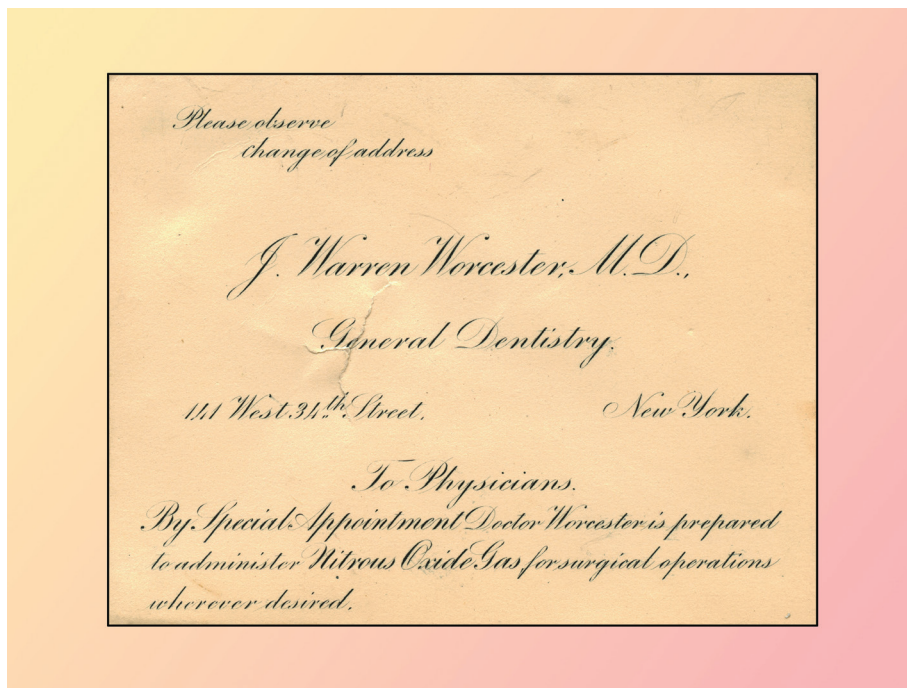 Please observe
change of address
J. Warren Worcester, M.D.,
General Dentistry,
141 West 34th Street, New York.
To Physicians.
By Special Appointment Doctor Worcester is prepared
to administer Nitrous Oxide Gas, for surgical operations
wherever desired.